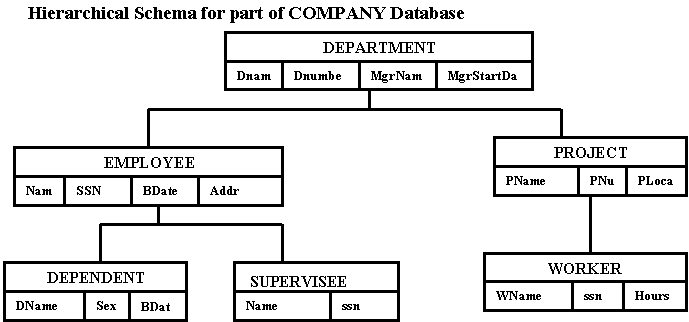 Hierarchical Schema for part of COMPANY Database
DEPARTMENT
Dnam Dnumbe MgrNam MgrStartDa
EMPLOYEE
Nam SSN BDate Addr
PROJECT
PName PNu PLoca
DEPENDENT
DName Sex BDat
SUPERVISEE
Name ssn
WORKER
WName ssn Hours